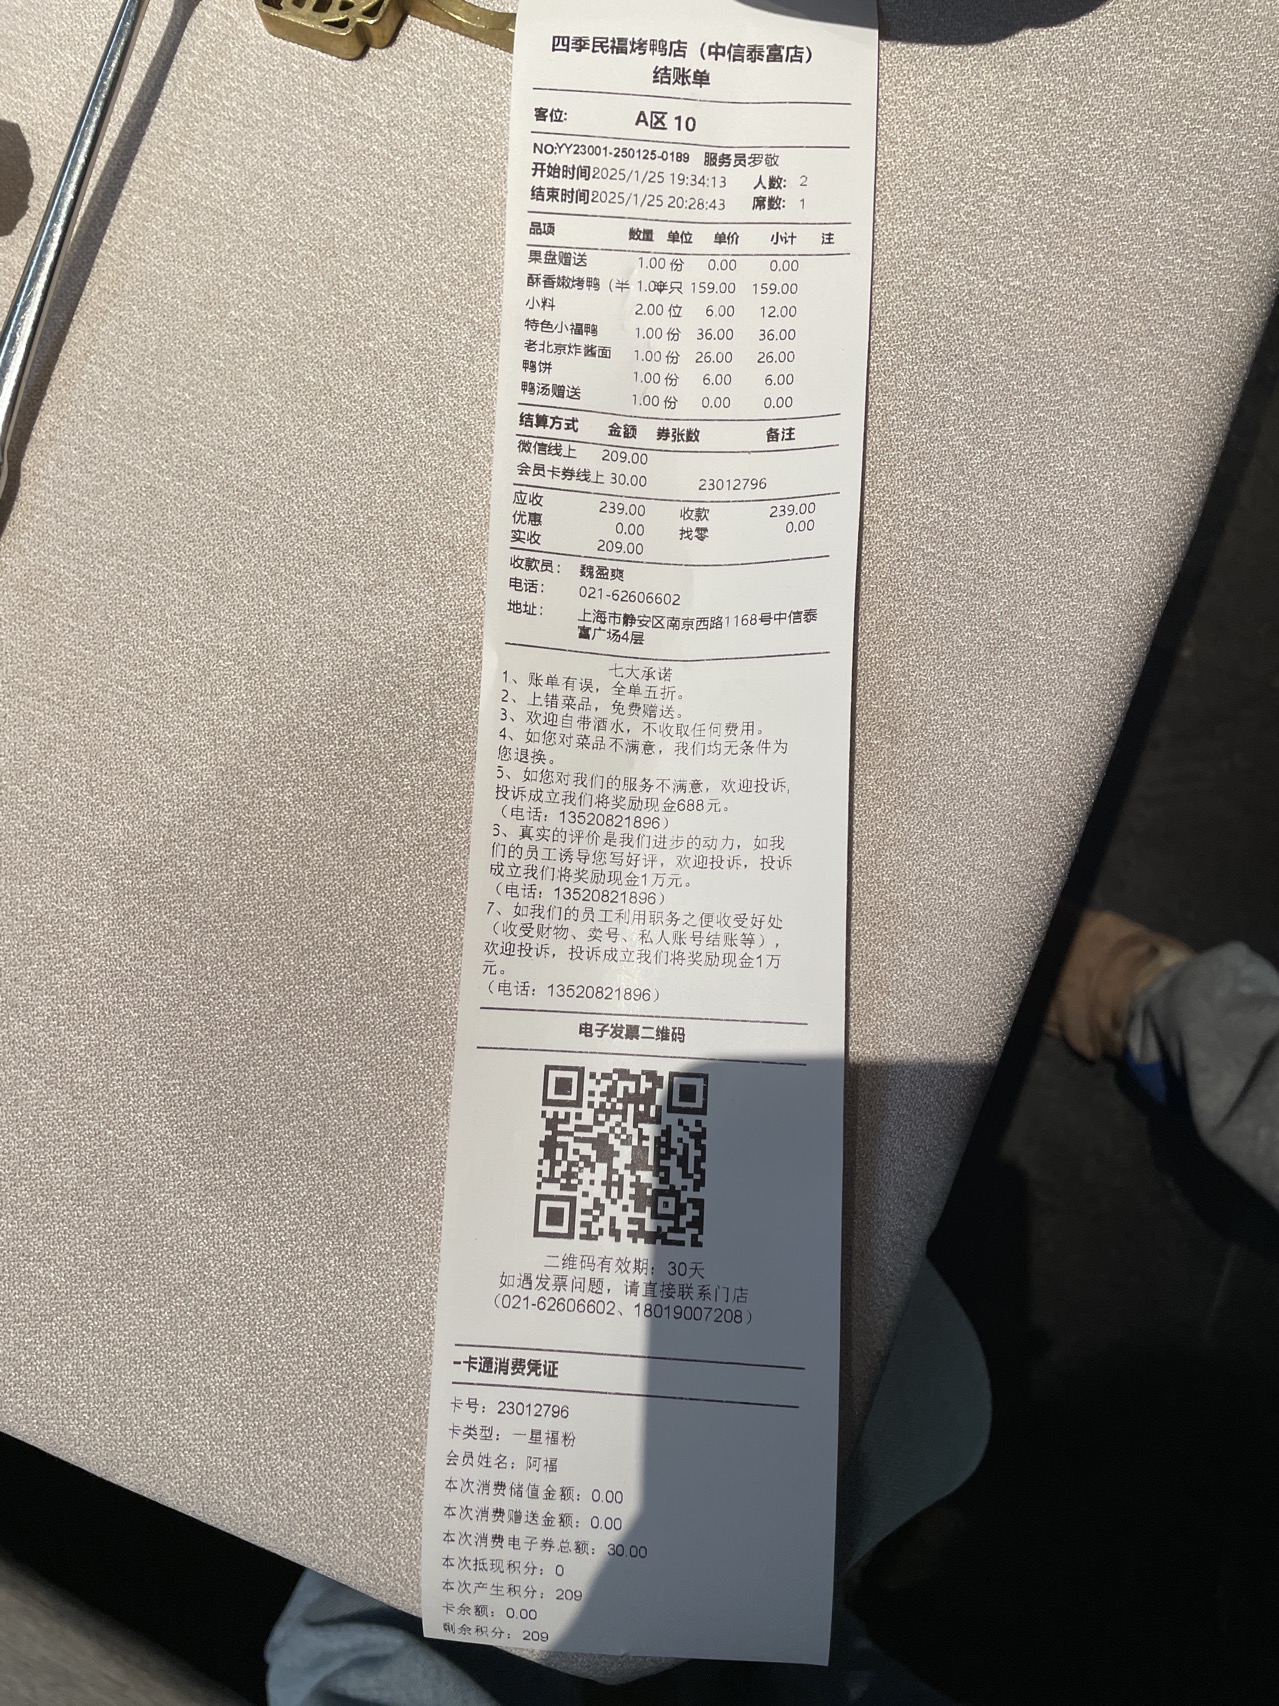 四季民福烤鸭店（中信泰富店）
结账单
客位: A区 10
NO:YY23001-250125-0189 服务员:罗敬
开始时间2025/1/25 19:34:13 人数: 2
结束时间2025/1/25 20:28:43 席数: 1
品项 数量 单位 单价 小计 注
果盘赠送 1.00 份 0.00 0.00
酥香嫩烤鸭（半 1.00 半只 159.00 159.00
小料 2.00 位 6.00 12.00
特色小福鸭 1.00 份 36.00 36.00
老北京炸酱面 1.00 份 26.00 26.00
鸭饼 1.00 份 6.00 6.00
鸭汤赠送 1.00 份 0.00 0.00
结算方式 金额 券张数 备注
微信线上 209.00
会员卡券线上 30.00 23012796
应收 239.00 收款 239.00
优惠 0.00 找零 0.00
实收 209.00
收款员： 魏盈爽
电话： 021-62606602
地址： 上海市静安区南京西路1168号中信泰
富广场4层
七大承诺
1、账单有误，全单五折。
2、上错菜品，免费赠送。
3、欢迎自带酒水，不收取任何费用。
4、如您对菜品不满意，我们均无条件为
您退换。
5、如您对我们的服务不满意，欢迎投诉,
投诉成立我们将奖励现金688元。
（电话：13520821896）
6、真实的评价是我们进步的动力，如我
们的员工诱导您写好评，欢迎投诉，投诉
成立我们将奖励现金1万元。
（电话：13520821896）
7、如我们的员工利用职务之便收受好处
（收受财物、卖号、私人账号结账等），
欢迎投诉，投诉成立我们将奖励现金1万
元。
（电话：13520821896）
电子发票二维码
二维码有效期：30天
如遇发票问题，请直接联系门店
（021-62606602、18019007208）
一卡通消费凭证
卡号：23012796
卡类型：一星福粉
会员姓名：阿福
本次消费储值金额：0.00
本次消费赠送金额：0.00
本次消费电子券总额：30.00
本次抵现积分：0
本次产生积分：209
卡余额：0.00
剩余积分：209